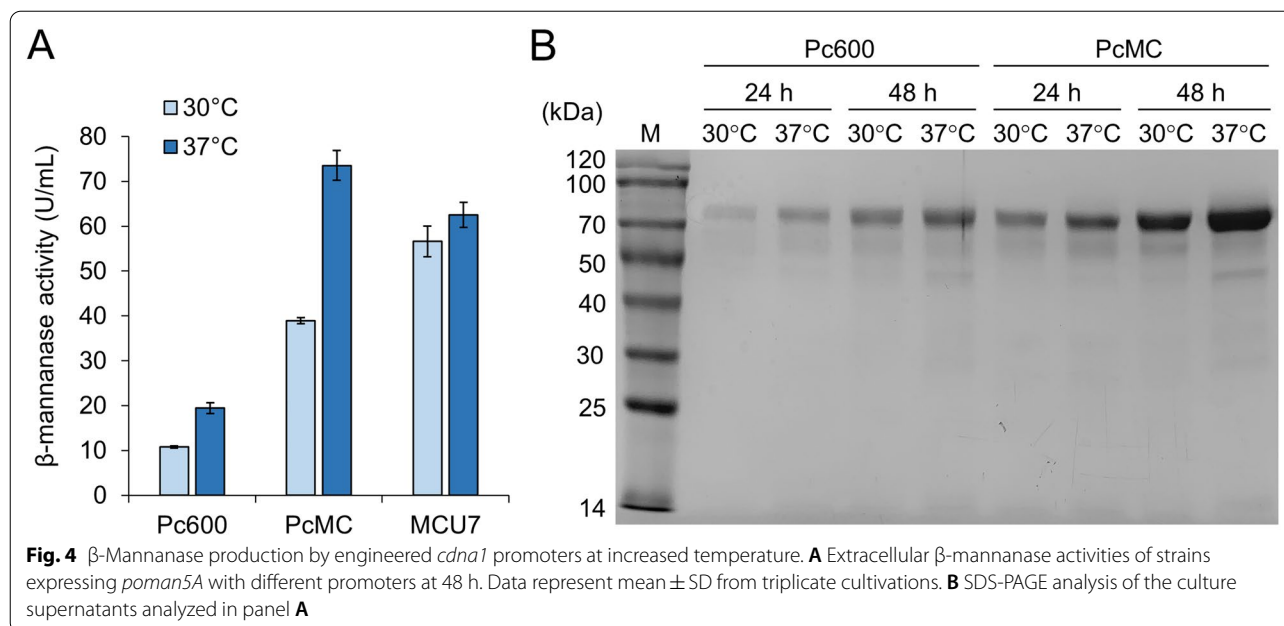 A
30°C
37°C
β-mannanase activity (U/mL)
80
70
60
50
40
30
20
10
0
Pc600 PcMC MCU7
B
Pc600 PcMC
24 h 48 h 24 h 48 h
(kDa) M 30°C 37°C 30°C 37°C 30°C 37°C 30°C 37°C
120
100
70
50
40
30
25
14
Fig. 4 β-Mannanase production by engineered cdna1 promoters at increased temperature. A Extracellular β-mannanase activities of strains
expressing poman5A with different promoters at 48 h. Data represent mean ± SD from triplicate cultivations. B SDS-PAGE analysis of the culture
supernatants analyzed in panel A